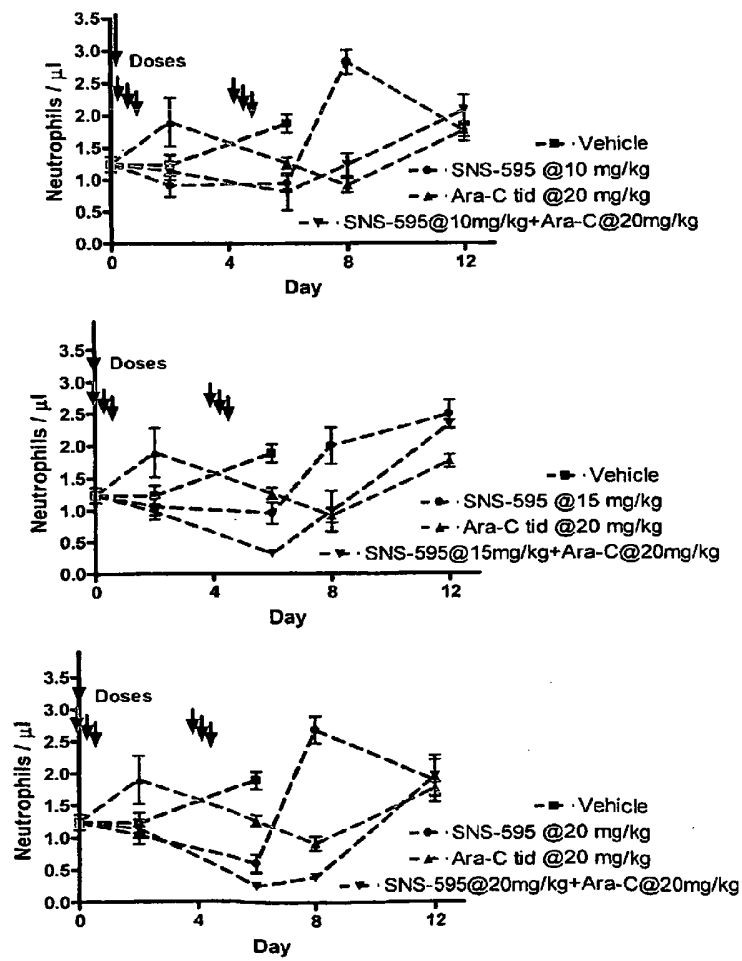 3.5
3.0
2.5
2.0
1.5
1.0
0.5
0.0
Neutrophils / µl
Doses
Vehicle
SNS-595 @10 mg/kg
Ara-C tid @20 mg/kg
SNS-595@10mg/kg+Ara-C@20mg/kg
0 4 8 12
Day
3.5
3.0
2.5
2.0
1.5
1.0
0.5
0.0
Neutrophils / µl
Doses
Vehicle
SNS-595 @15 mg/kg
Ara-C tid @20 mg/kg
SNS-595@15mg/kg+Ara-C@20mg/kg
0 4 8 12
Day
3.5
3.0
2.5
2.0
1.5
1.0
0.5
0.0
Neutrophils / µl
Doses
Vehicle
SNS-595 @20 mg/kg
Ara-C tid @20 mg/kg
SNS-595@20mg/kg+Ara-C@20mg/kg
0 4 8 12
Day